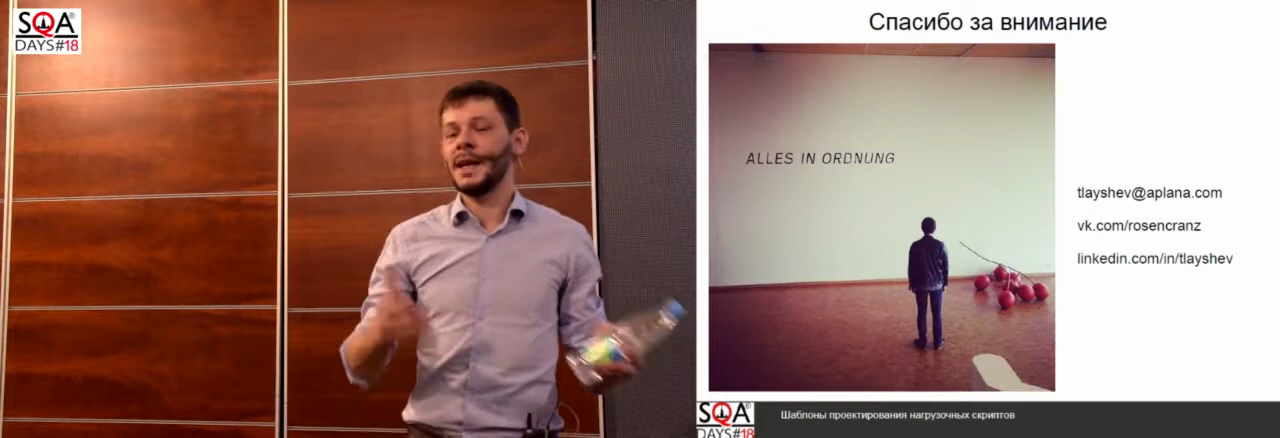 SQA®
DAYS#18
Спасибо за внимание
ALLES IN ORDNUNG
tlayshev@aplana.com
vk.com/rosencranz
linkedin.com/in/tlayshev
SQA®
DAYS#18
Шаблоны проектирования нагрузочных скриптов